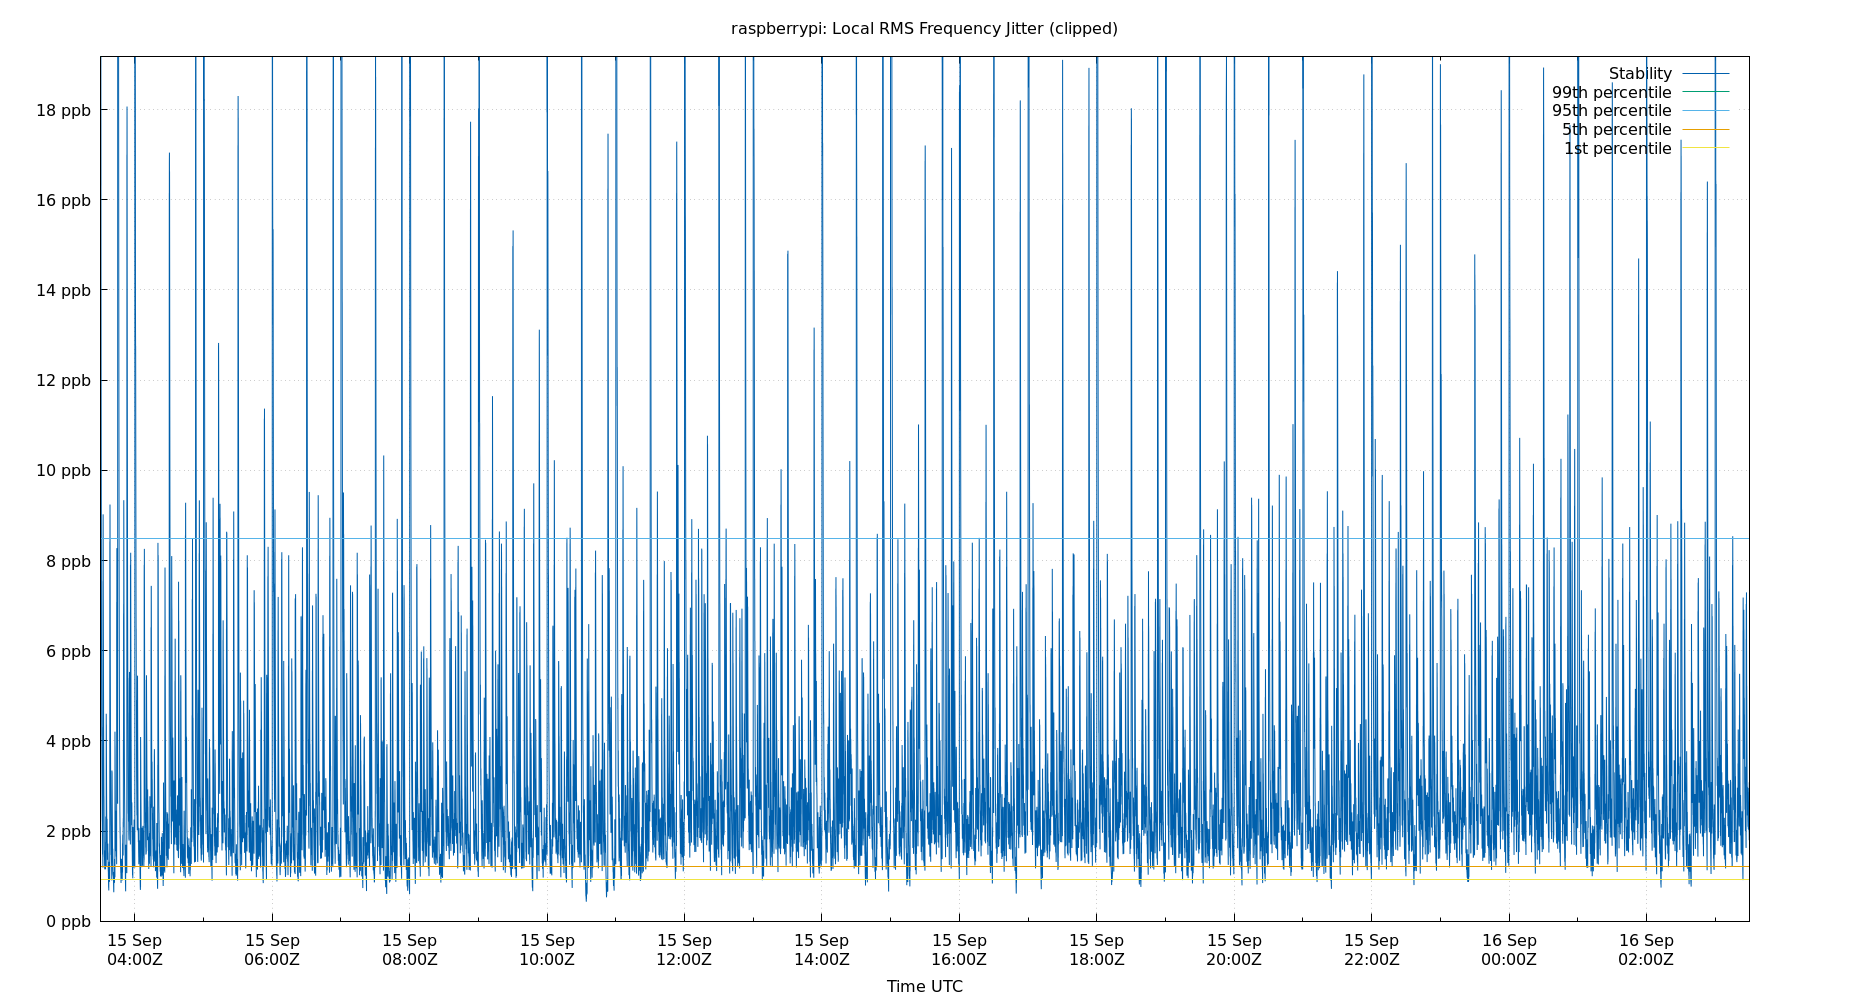 raspberrypi: Local RMS Frequency Jitter (clipped)
Stability
99th percentile
95th percentile
5th percentile
1st percentile
18 ppb
16 ppb
14 ppb
12 ppb
10 ppb
8 ppb
6 ppb
4 ppb
2 ppb
0 ppb
15 Sep 15 Sep 15 Sep 15 Sep 15 Sep 15 Sep 15 Sep 15 Sep 15 Sep 15 Sep 16 Sep 16 Sep
04:00Z 06:00Z 08:00Z 10:00Z 12:00Z 14:00Z 16:00Z 18:00Z 20:00Z 22:00Z 00:00Z 02:00Z
Time UTC